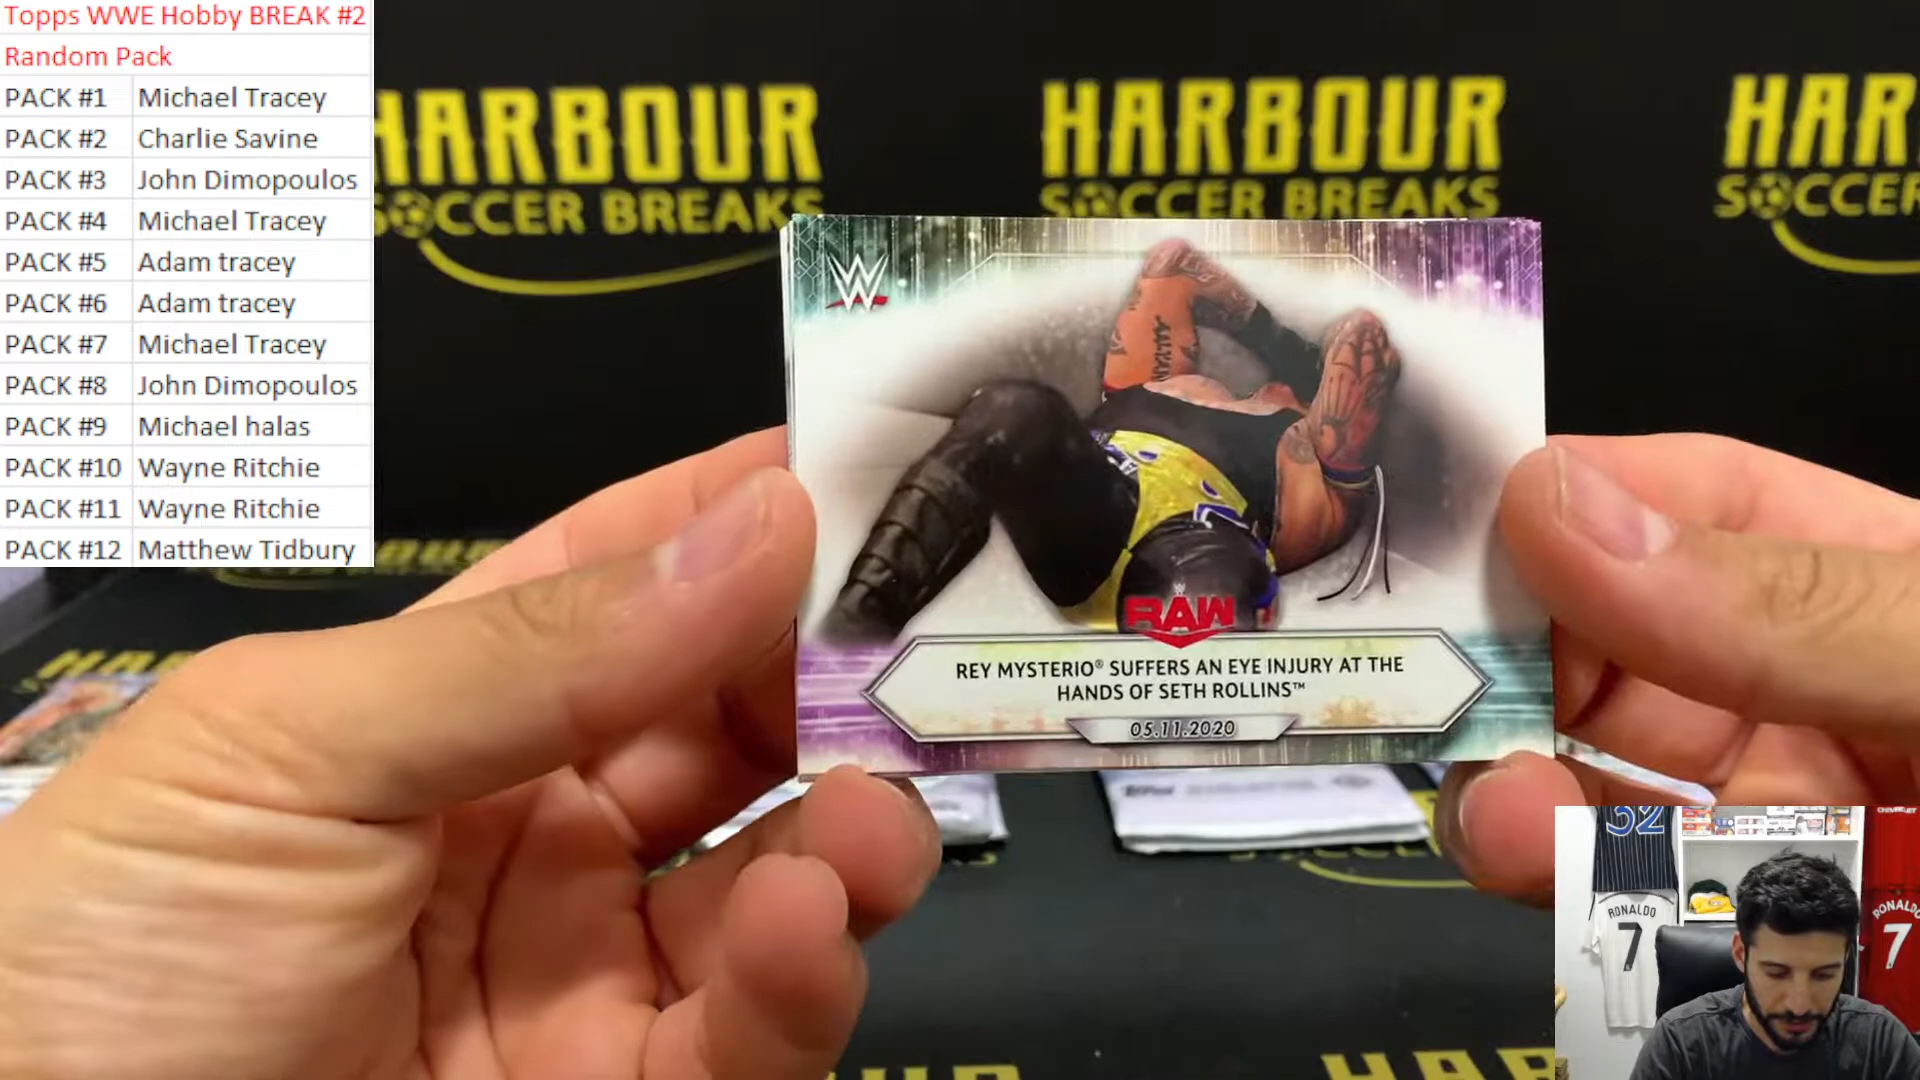 Topps WWE Hobby BREAK #2
Random Pack
PACK #1 Michael Tracey
PACK #2 Charlie Savine
PACK #3 John Dimopoulos
PACK #4 Michael Tracey
PACK #5 Adam tracey
PACK #6 Adam tracey
PACK #7 Michael Tracey
PACK #8 John Dimopoulos
PACK #9 Michael halas
PACK #10 Wayne Ritchie
PACK #11 Wayne Ritchie
PACK #12 Matthew Tidbury
HARBOUR
SOCCER BREAKS
HARBOUR
SOCCER BREAKS
HAR
SOCCER
W
RAW
REY MYSTERIO® SUFFERS AN EYE INJURY AT THE
HANDS OF SETH ROLLINS™
05.11.2020
32
RONALDO
7
CHEVROLET
RONALDO
7